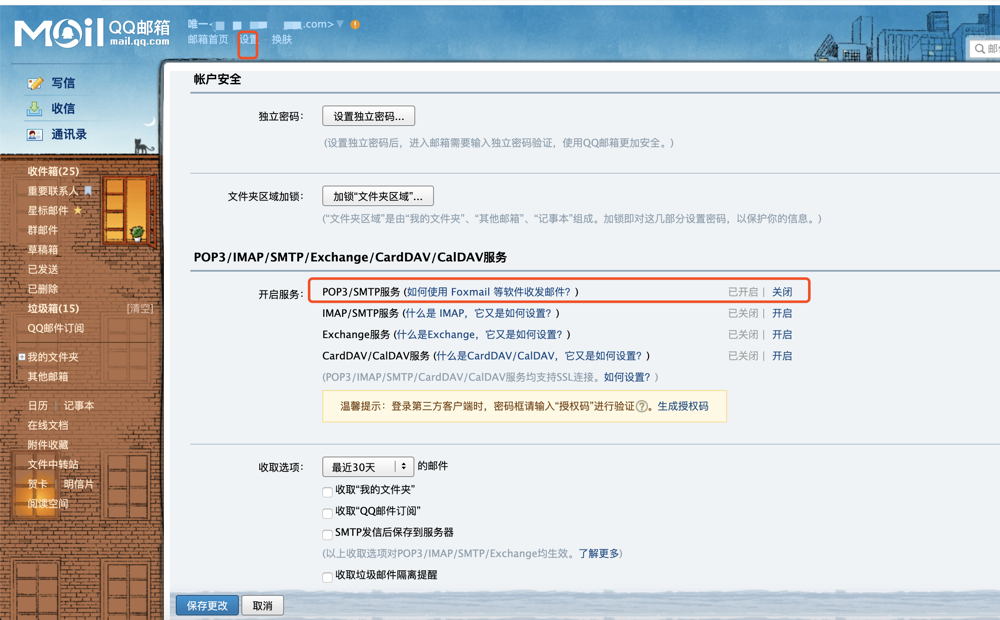 MAil QQ邮箱
mail.qq.com
唯一- .com>
邮箱首页 设置 换肤
写信
收信
通讯录
收件箱(25)
重要联系人
星标邮件
群邮件
草稿箱
已发送
已删除
垃圾箱(15) [清空]
QQ邮件订阅
我的文件夹
其他邮箱
日历 | 记事本
在线文档
附件收藏
文件中转站
贺卡 | 明信片
阅读空间
帐户安全
独立密码： 设置独立密码...
(设置独立密码后，进入邮箱需要输入独立密码验证，使用QQ邮箱更加安全。)
文件夹区域加锁： 加锁“文件夹区域”...
(“文件夹区域”是由“我的文件夹”、“其他邮箱”、“记事本”组成。加锁即对这几部分设置密码，以保护你的信息。)
POP3/IMAP/SMTP/Exchange/CardDAV/CalDAV服务
开启服务： POP3/SMTP服务 (如何使用 Foxmail 等软件收发邮件？) 已开启 | 关闭
IMAP/SMTP服务 (什么是 IMAP，它又是如何设置？) 已关闭 | 开启
Exchange服务 (什么是Exchange，它又是如何设置？) 已关闭 | 开启
CardDAV/CalDAV服务 (什么是CardDAV/CalDAV，它又是如何设置？) 已关闭 | 开启
(POP3/IMAP/SMTP/CardDAV/CalDAV服务均支持SSL连接。如何设置？)
温馨提示：登录第三方客户端时，密码框请输入“授权码”进行验证?。生成授权码
收取选项： 最近30天 的邮件
收取“我的文件夹”
收取“QQ邮件订阅”
SMTP发信后保存到服务器
(以上收取选项对POP3/IMAP/SMTP/Exchange均生效。了解更多)
收取垃圾邮件隔离提醒
保存更改 取消